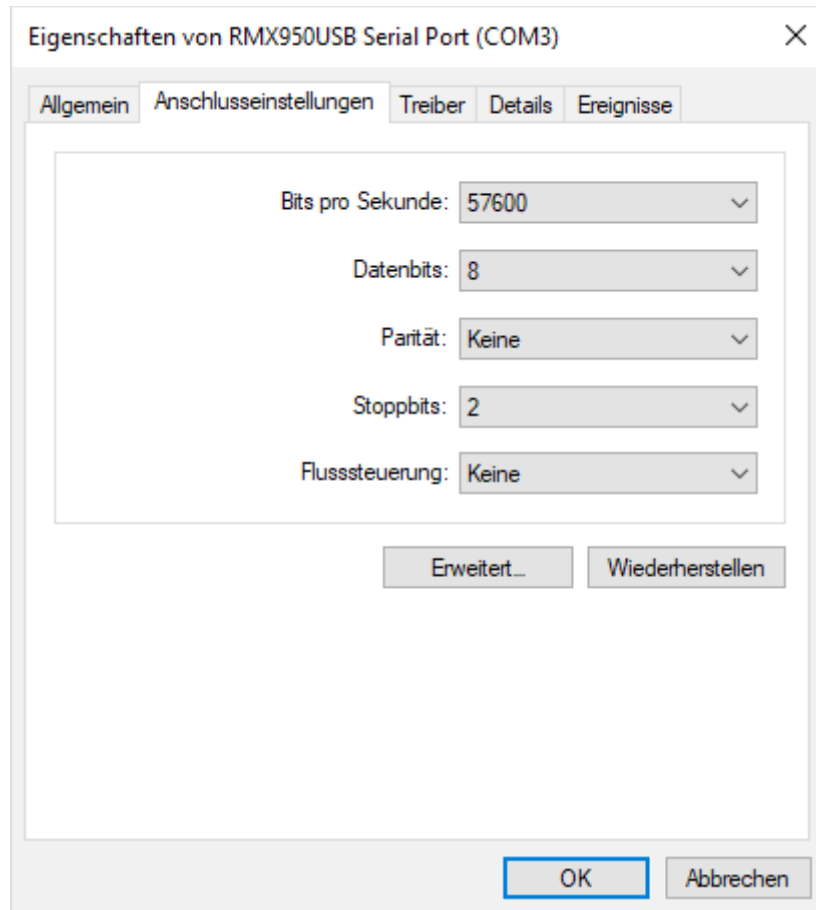 Eigenschaften von RMX950USB Serial Port (COM3)
Allgemein Anschlusseinstellungen Treiber Details Ereignisse
Bits pro Sekunde: 57600
Datenbits: 8
Parität: Keine
Stoppbits: 2
Flusssteuerung: Keine
Erweitert... Wiederherstellen
OK Abbrechen